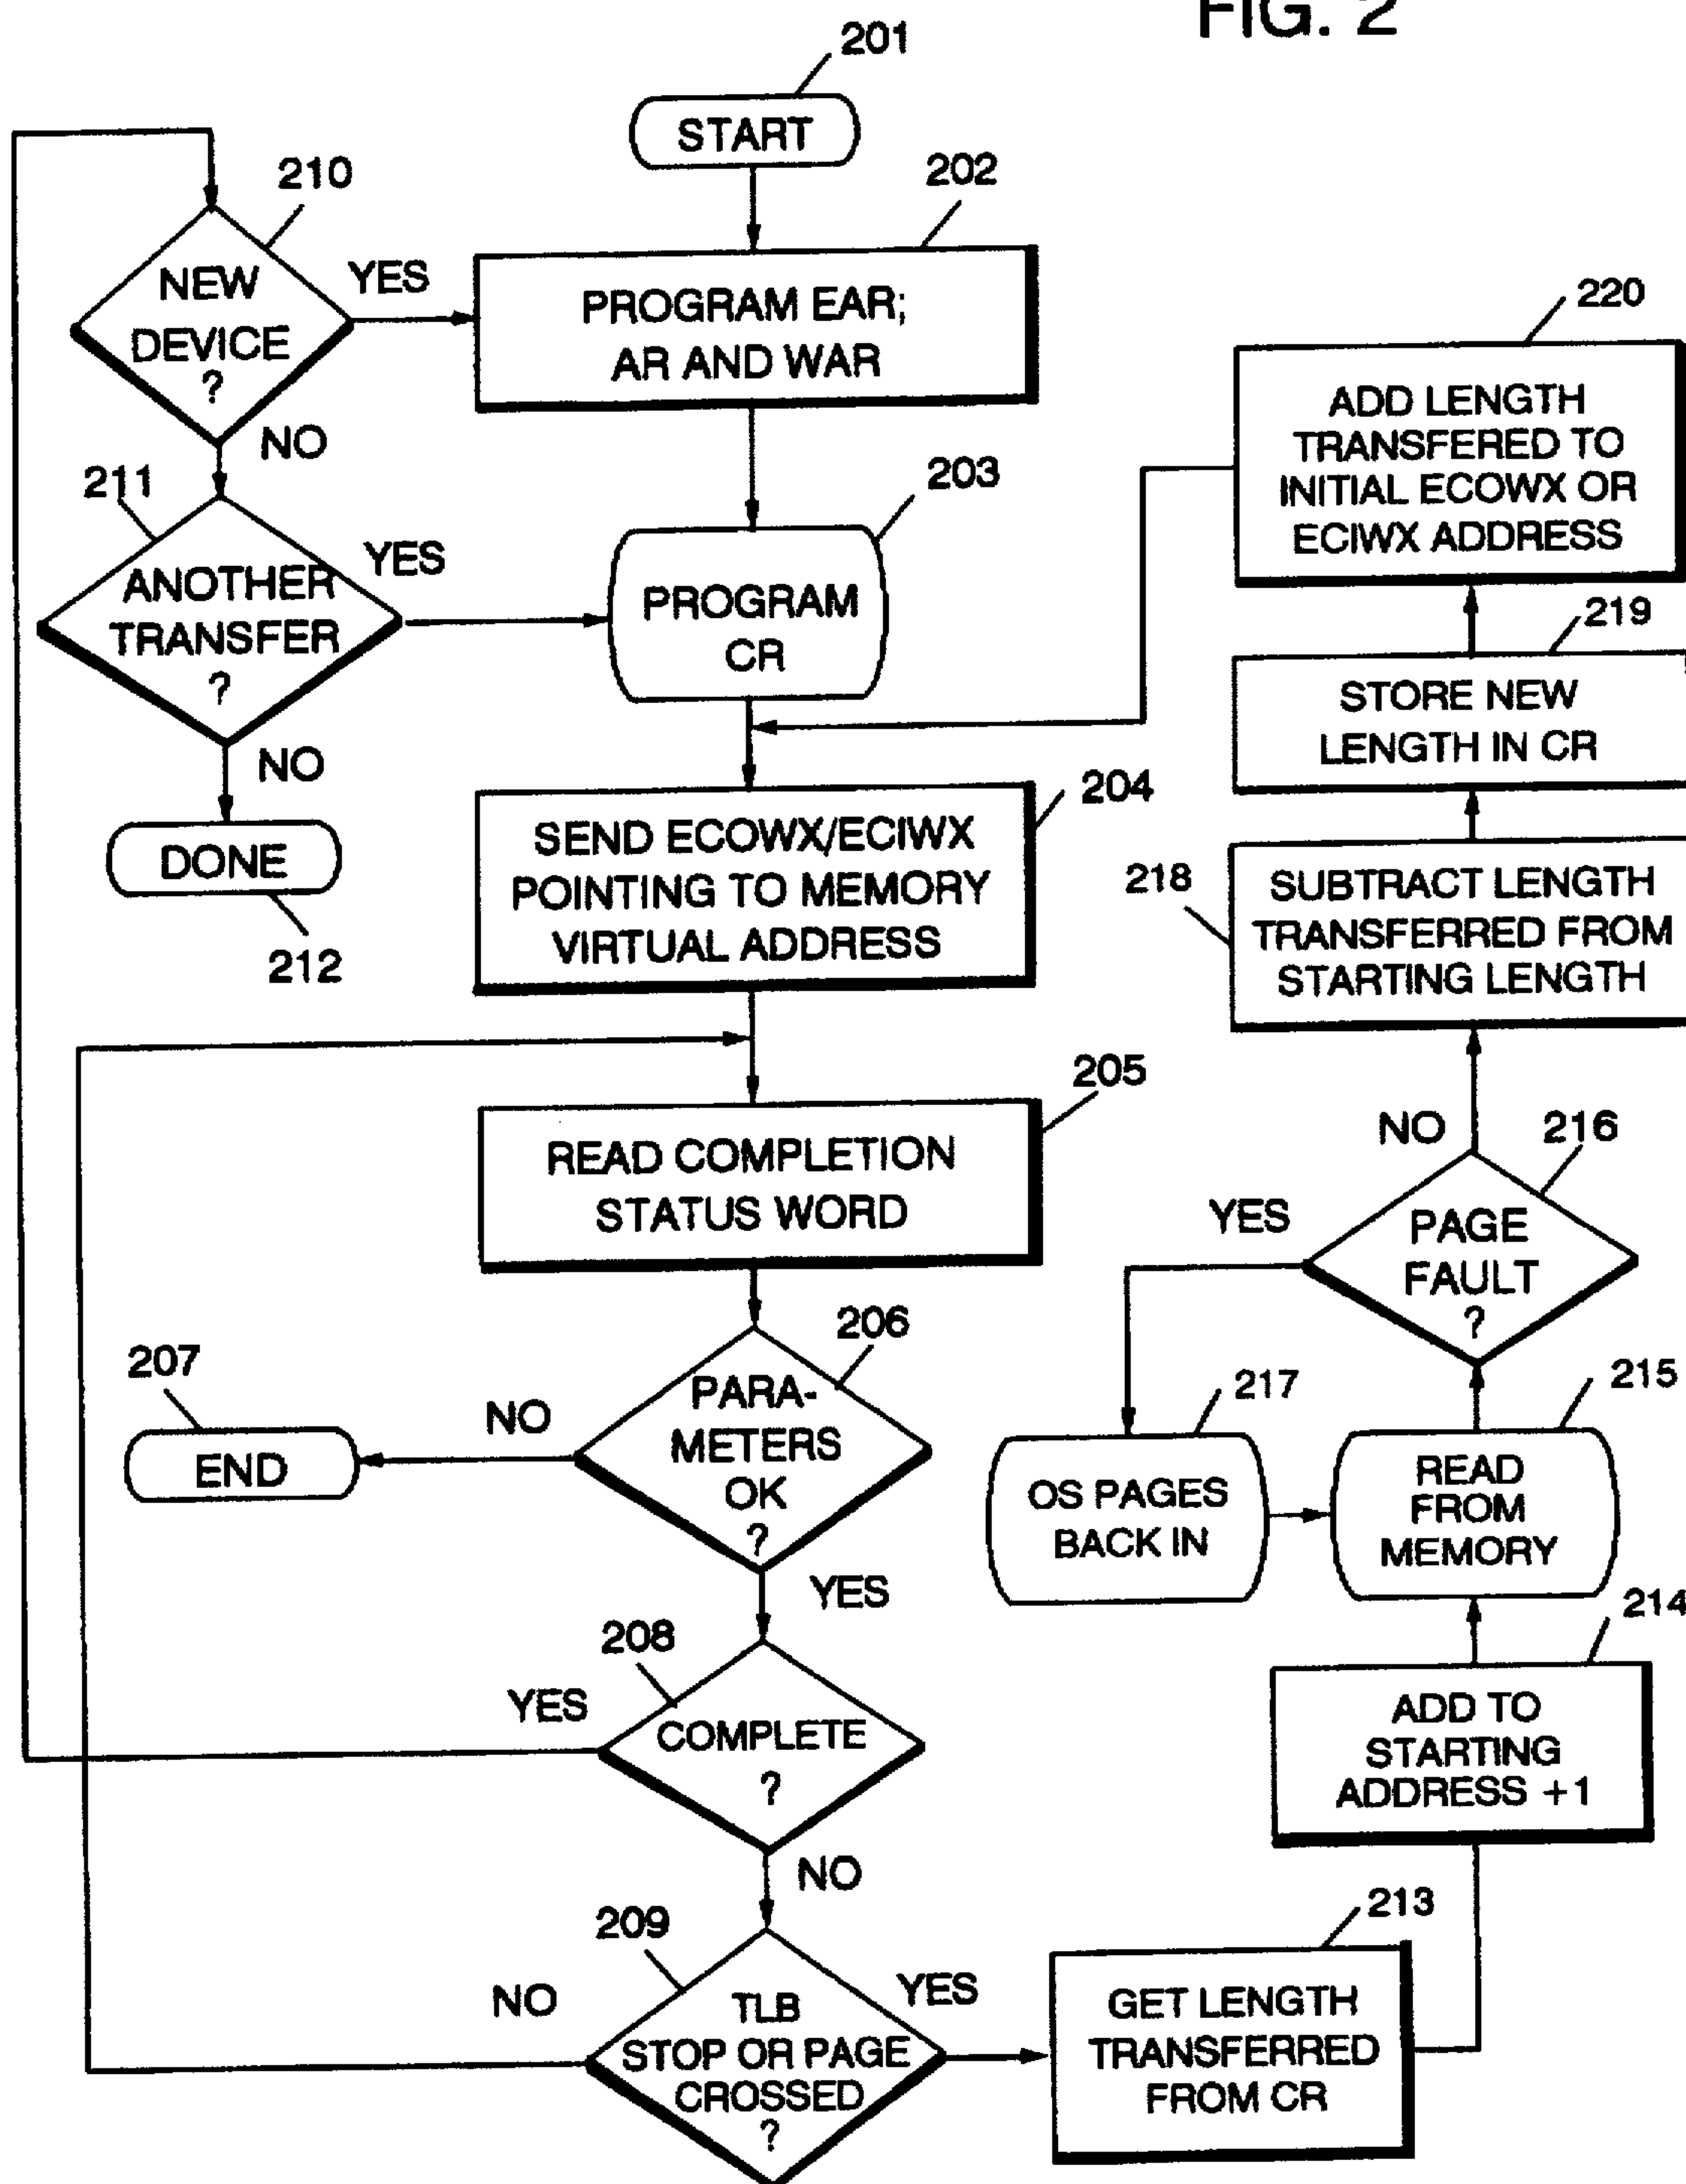 FIG. 2
201
START
210
202
NEW
DEVICE
?
YES
PROGRAM EAR;
AR AND WAR
220
NO
ADD LENGTH
TRANSFERED TO
INITIAL ECOWX OR
ECIWX ADDRESS
211
203
ANOTHER
TRANSFER
?
YES
PROGRAM
CR
219
STORE NEW
LENGTH IN CR
NO
204
DONE
SEND ECOWX/ECIWX
POINTING TO MEMORY
VIRTUAL ADDRESS
218
SUBTRACT LENGTH
TRANSFERRED FROM
STARTING LENGTH
212
205
READ COMPLETION
STATUS WORD
NO
216
YES
PAGE
FAULT
?
206
207
NO
PARA-
METERS
OK
?
END
217
215
OS PAGES
BACK IN
READ
FROM
MEMORY
YES
214
208
YES
COMPLETE
?
ADD TO
STARTING
ADDRESS +1
NO
209
213
NO
TLB
STOP OR PAGE
CROSSED
?
YES
GET LENGTH
TRANSFERRED
FROM CR